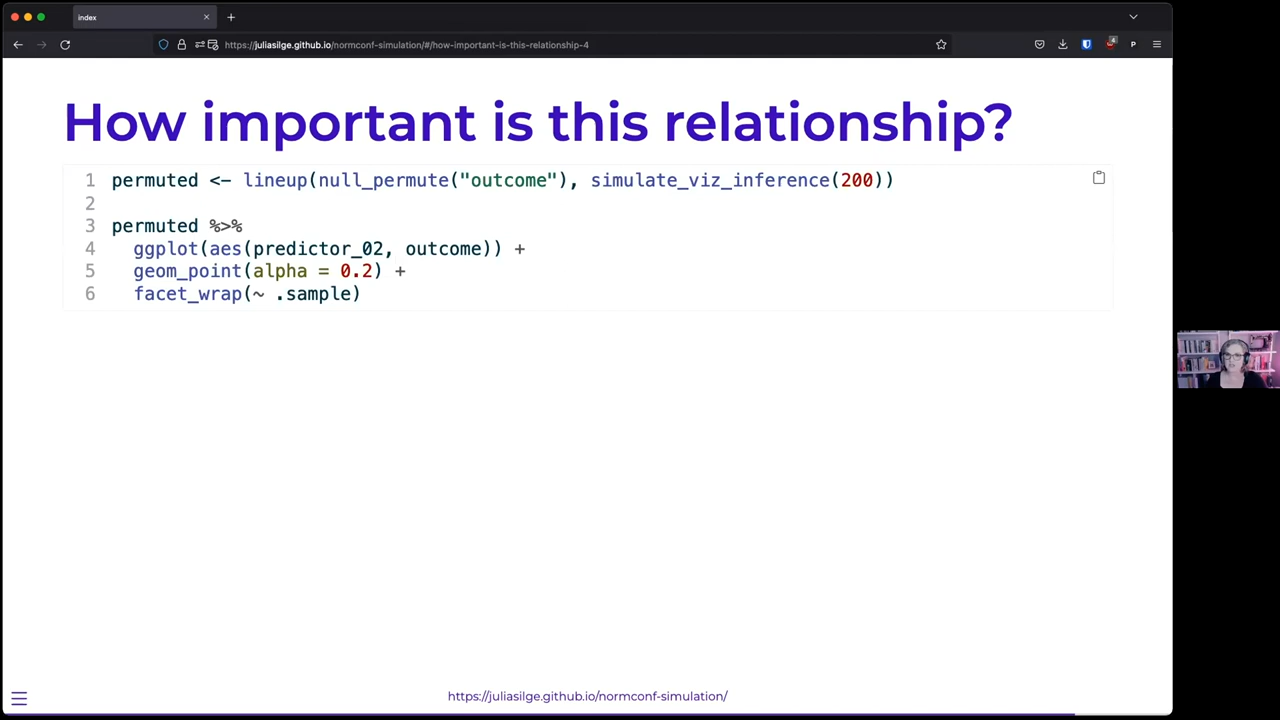 index
https://juliasilge.github.io/normconf-simulation/#/how-important-is-this-relationship-4
4
P
How important is this relationship?
1 permuted <- lineup(null_permute("outcome"), simulate_viz_inference(200))
2
3 permuted %>%
4 ggplot(aes(predictor_02, outcome)) +
5 geom_point(alpha = 0.2) +
6 facet_wrap(~ .sample)
https://juliasilge.github.io/normconf-simulation/